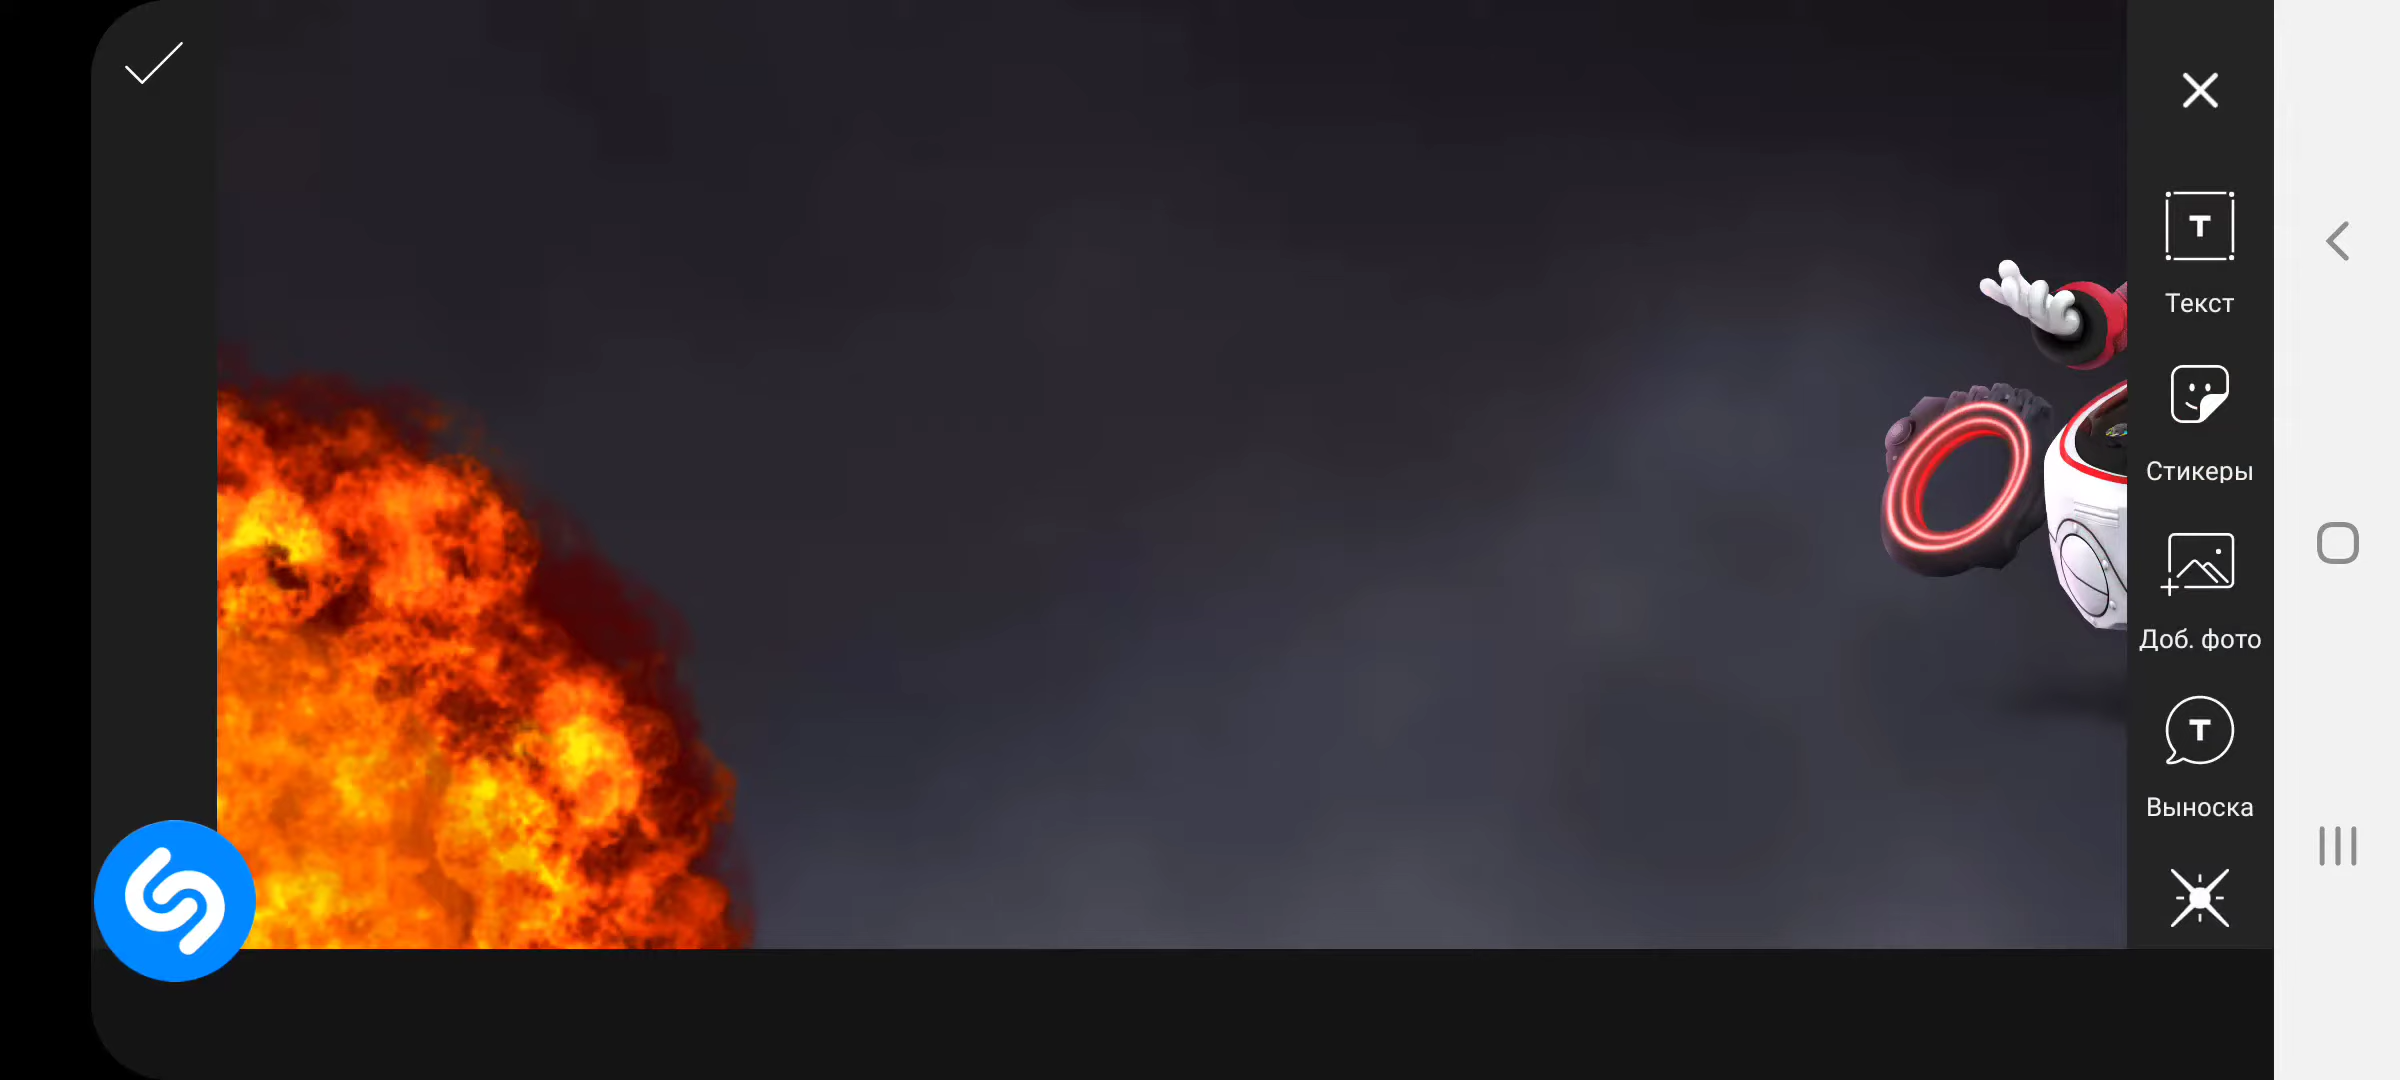 Текст
Стикеры
Доб. фото
Выноска